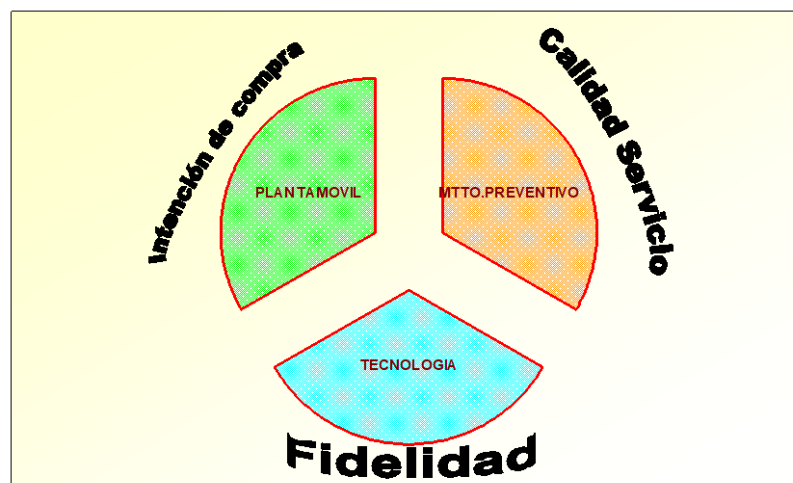 Intención de compra
Calidad Servicio
PLANTAMOVIL
MTTO.PREVENTIVO
TECNOLOGIA
Fidelidad